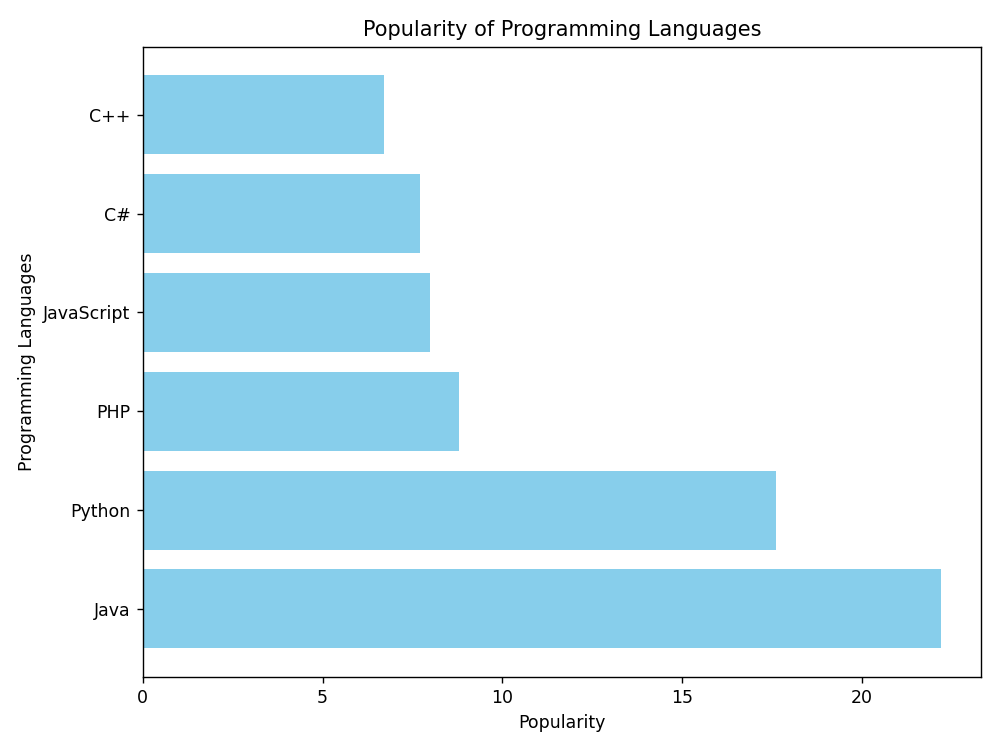 Popularity of Programming Languages
Programming Languages
C++
C#
JavaScript
PHP
Python
Java
0 5 10 15 20
Popularity